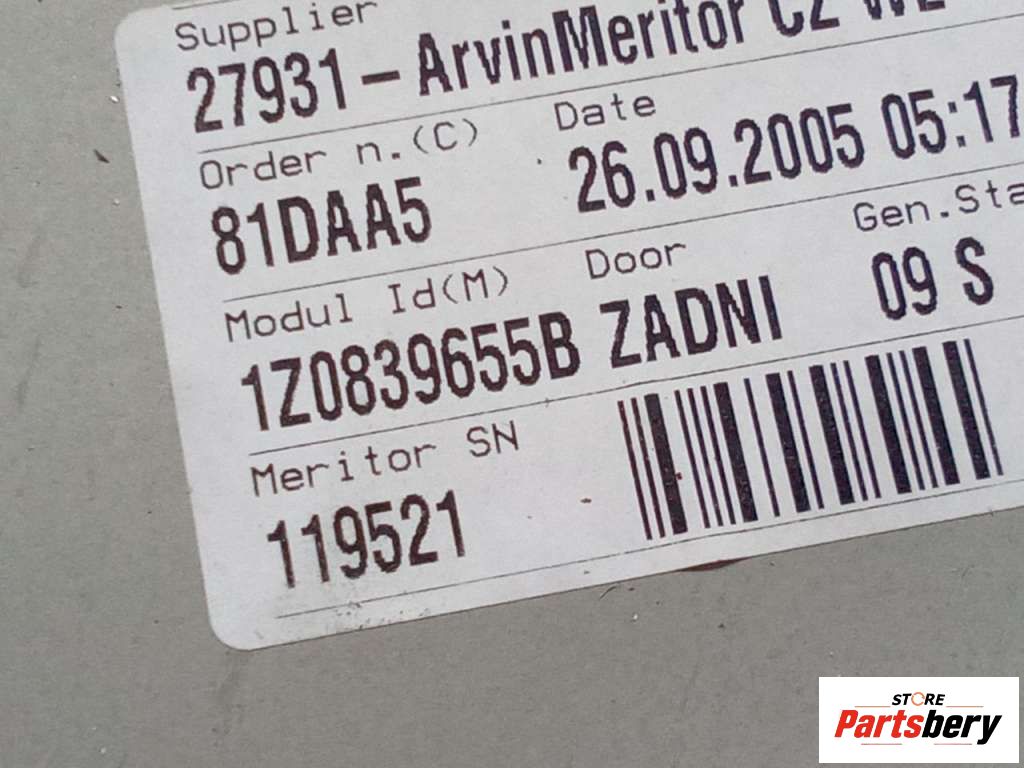 Supplier
27931 – ArvinMeritor CZ
Order n.(C) Date
81DAA5 26.09.2005 05:17
Modul Id(M) Door Gen.Sta
1Z0839655B ZADNI 09 S
Meritor SN
119521
STORE
Partsbery